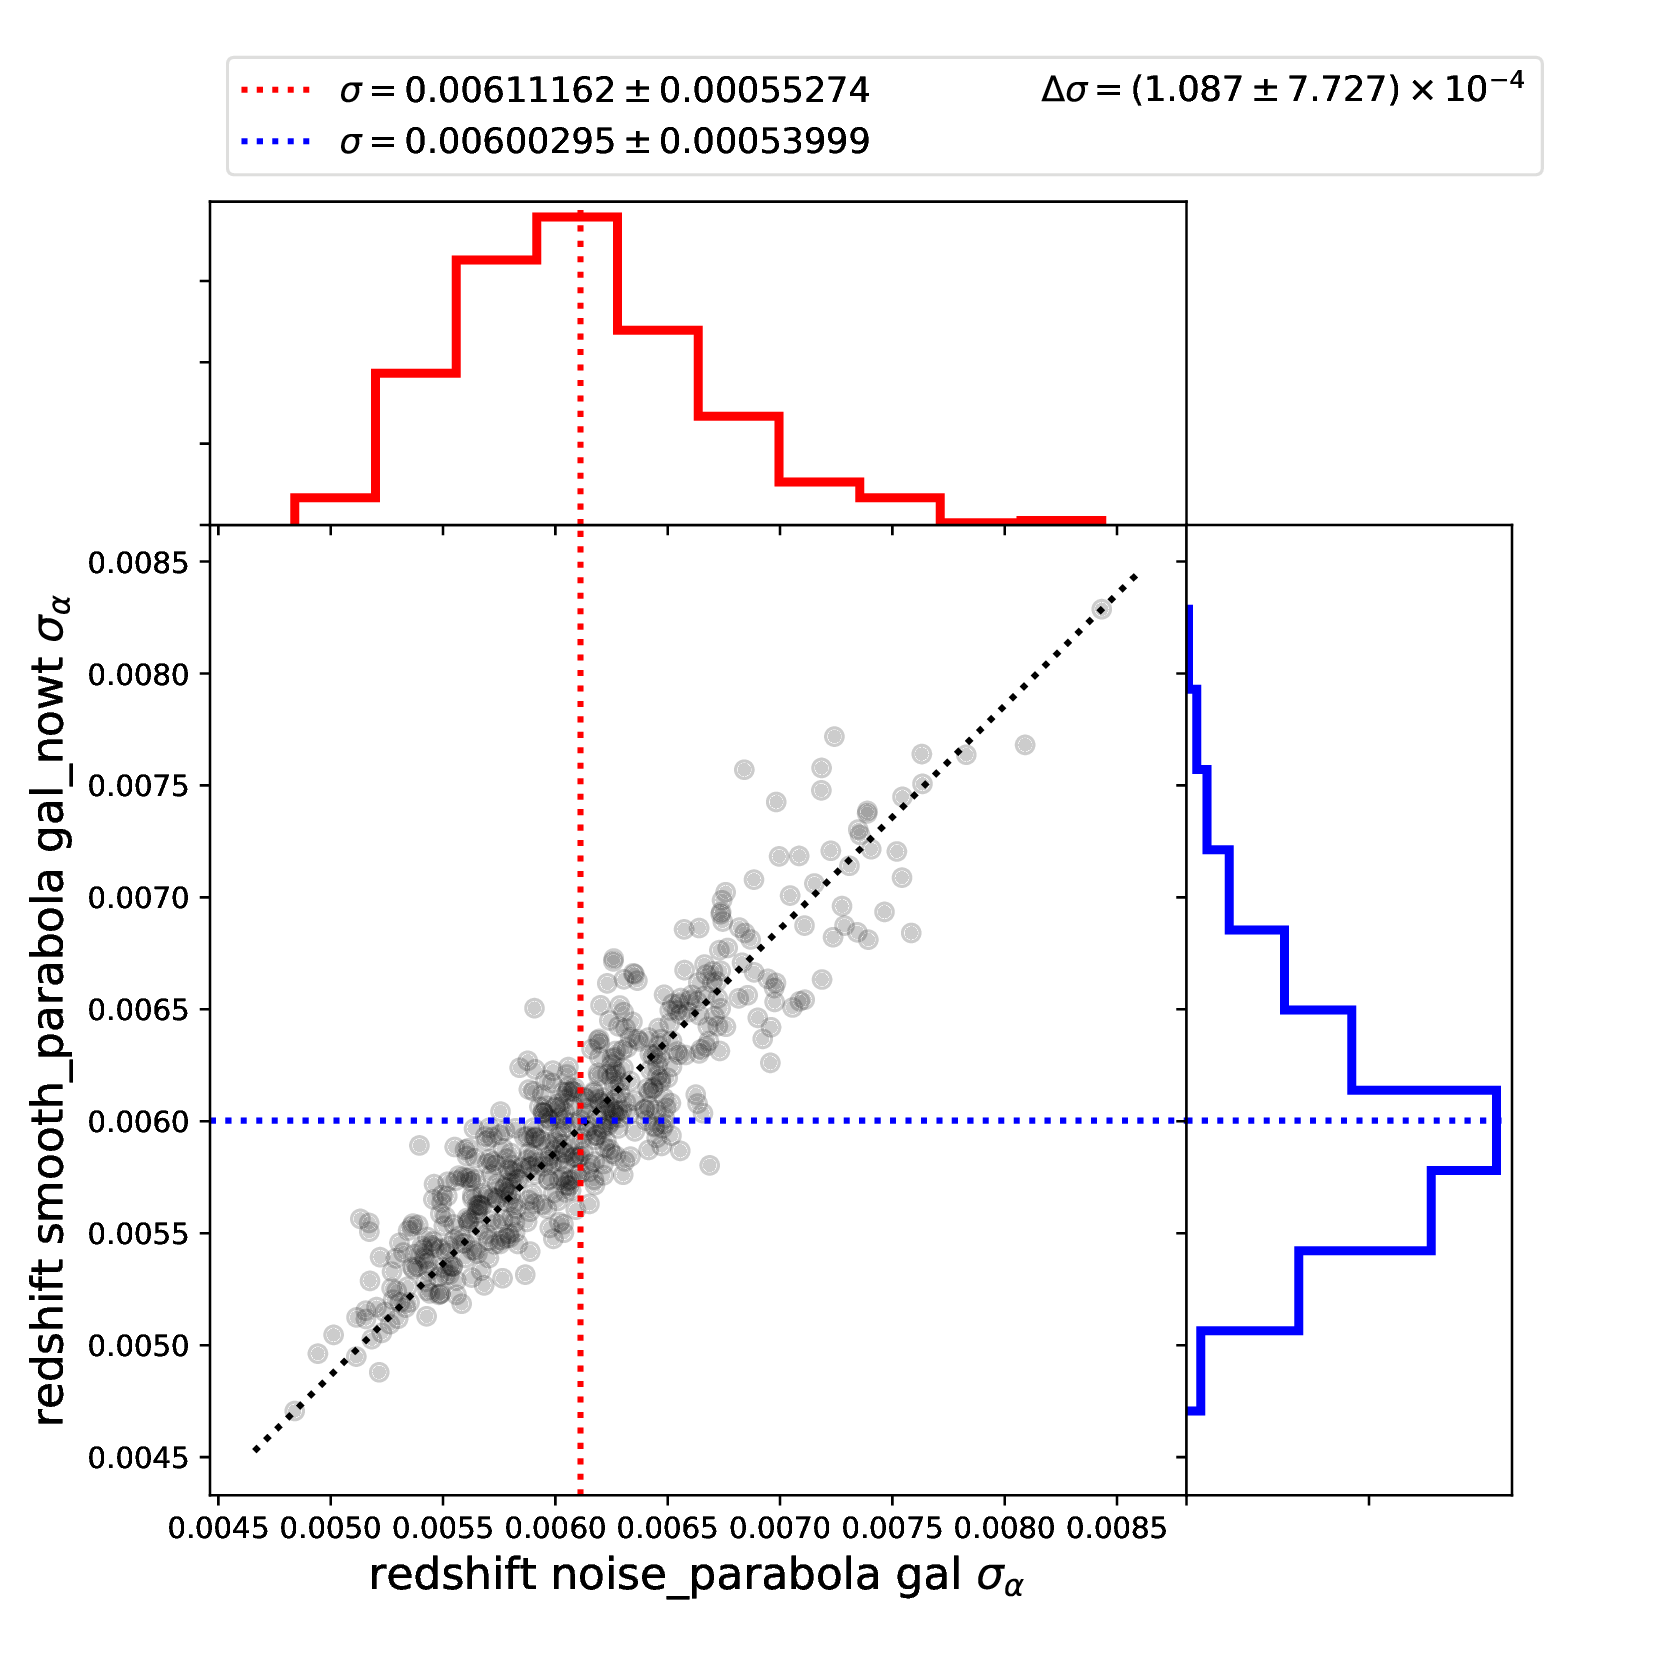 σ = 0.00611162 ± 0.00055274
Δσ = (1.087 ± 7.727) × 10⁻⁴
σ = 0.00600295 ± 0.00053999
redshift smooth_parabola gal_nowt σ_α
0.0085
0.0080
0.0075
0.0070
0.0065
0.0060
0.0055
0.0050
0.0045
0.0045 0.0050 0.0055 0.0060 0.0065 0.0070 0.0075 0.0080 0.0085
redshift noise_parabola gal σ_α